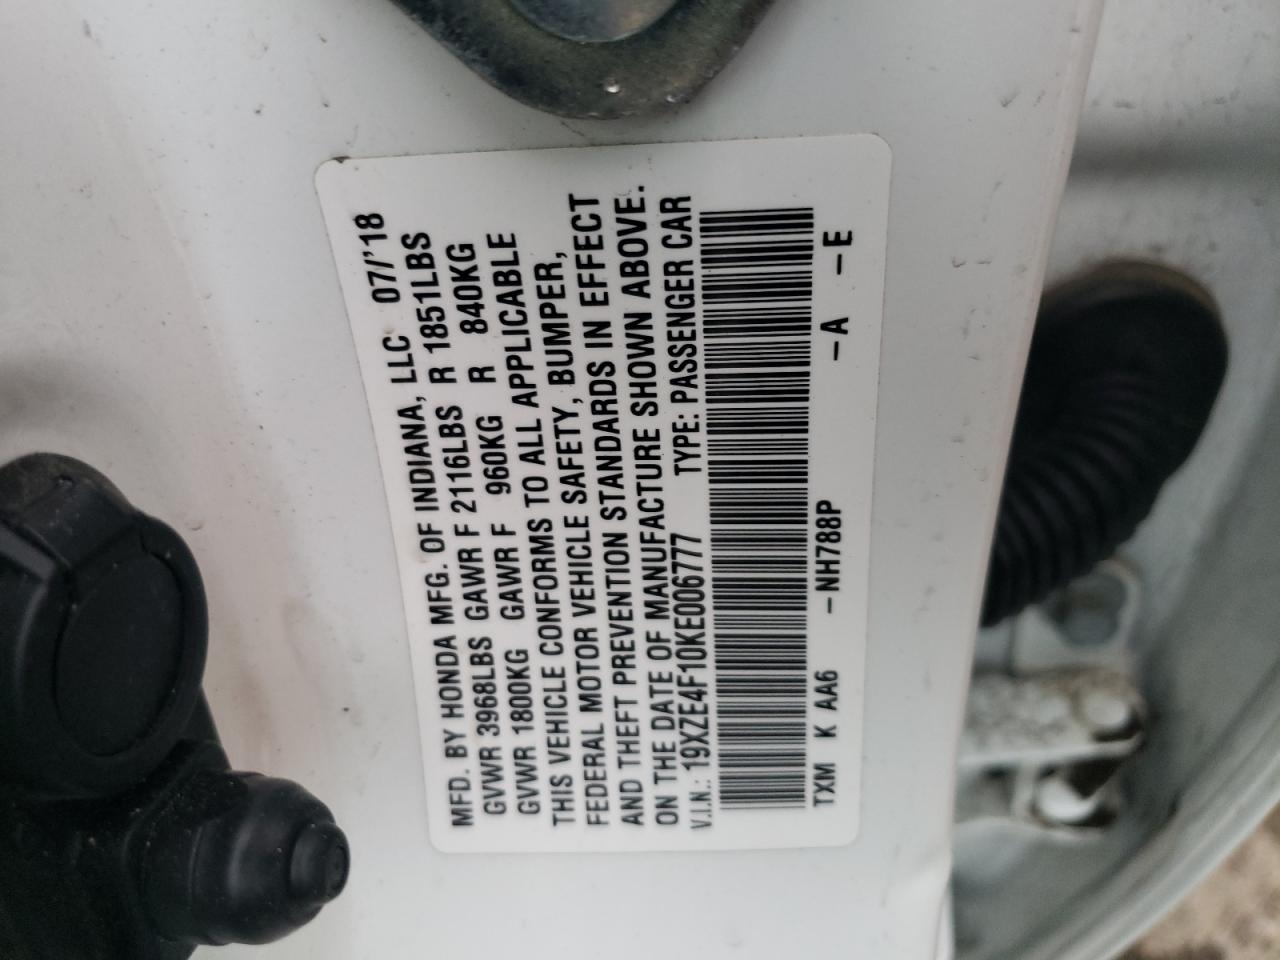 MFD. BY HONDA MFG. OF INDIANA, LLC 07/'18
GVWR 3968LBS GAWR F 2116LBS R 1851LBS
GVWR 1800KG GAWR F 960KG R 840KG
THIS VEHICLE CONFORMS TO ALL APPLICABLE
FEDERAL MOTOR VEHICLE SAFETY, BUMPER,
AND THEFT PREVENTION STANDARDS IN EFFECT
ON THE DATE OF MANUFACTURE SHOWN ABOVE.
V.I.N.: 19XZE4F10KE006777 TYPE: PASSENGER CAR
TXM K AA6 –NH788P –A –E